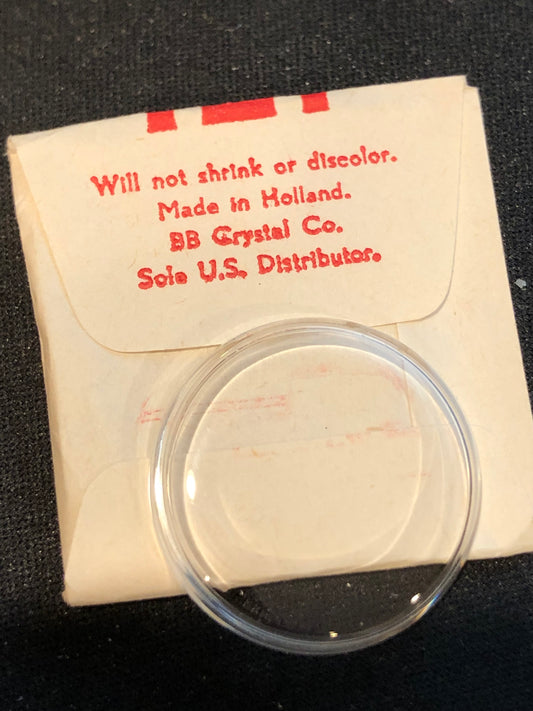 Will not shrink or discolor.
Made in Holland.
BB Crystal Co.
Sole U.S. Distributor.